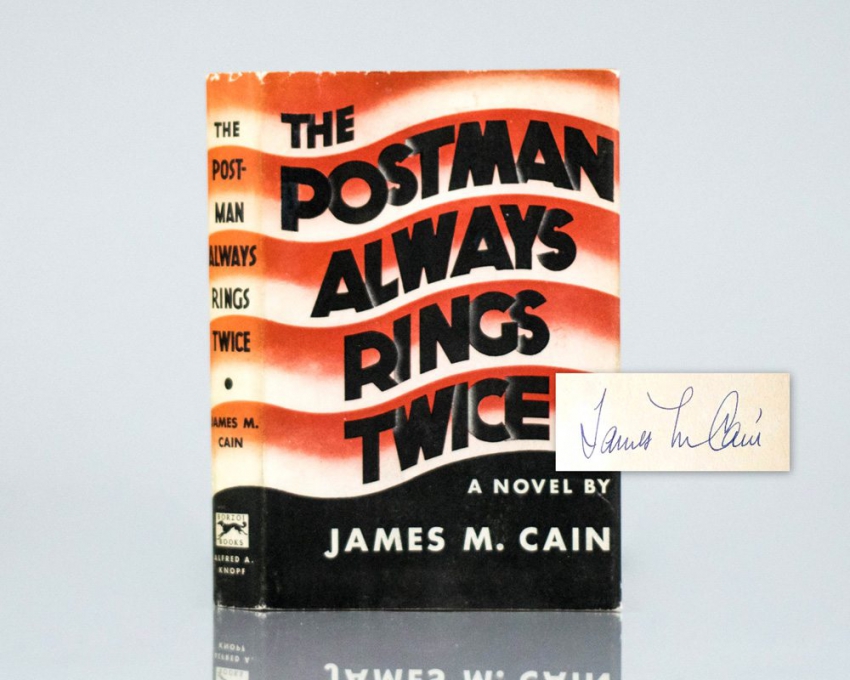 THE
POST-
MAN
ALWAYS
RINGS
TWICE
JAMES M.
CAIN
BORZOI
BOOKS
ALFRED A.
KNOPF
THE
POSTMAN
ALWAYS
RINGS
TWICE
A NOVEL BY
JAMES M. CAIN
James M Cain